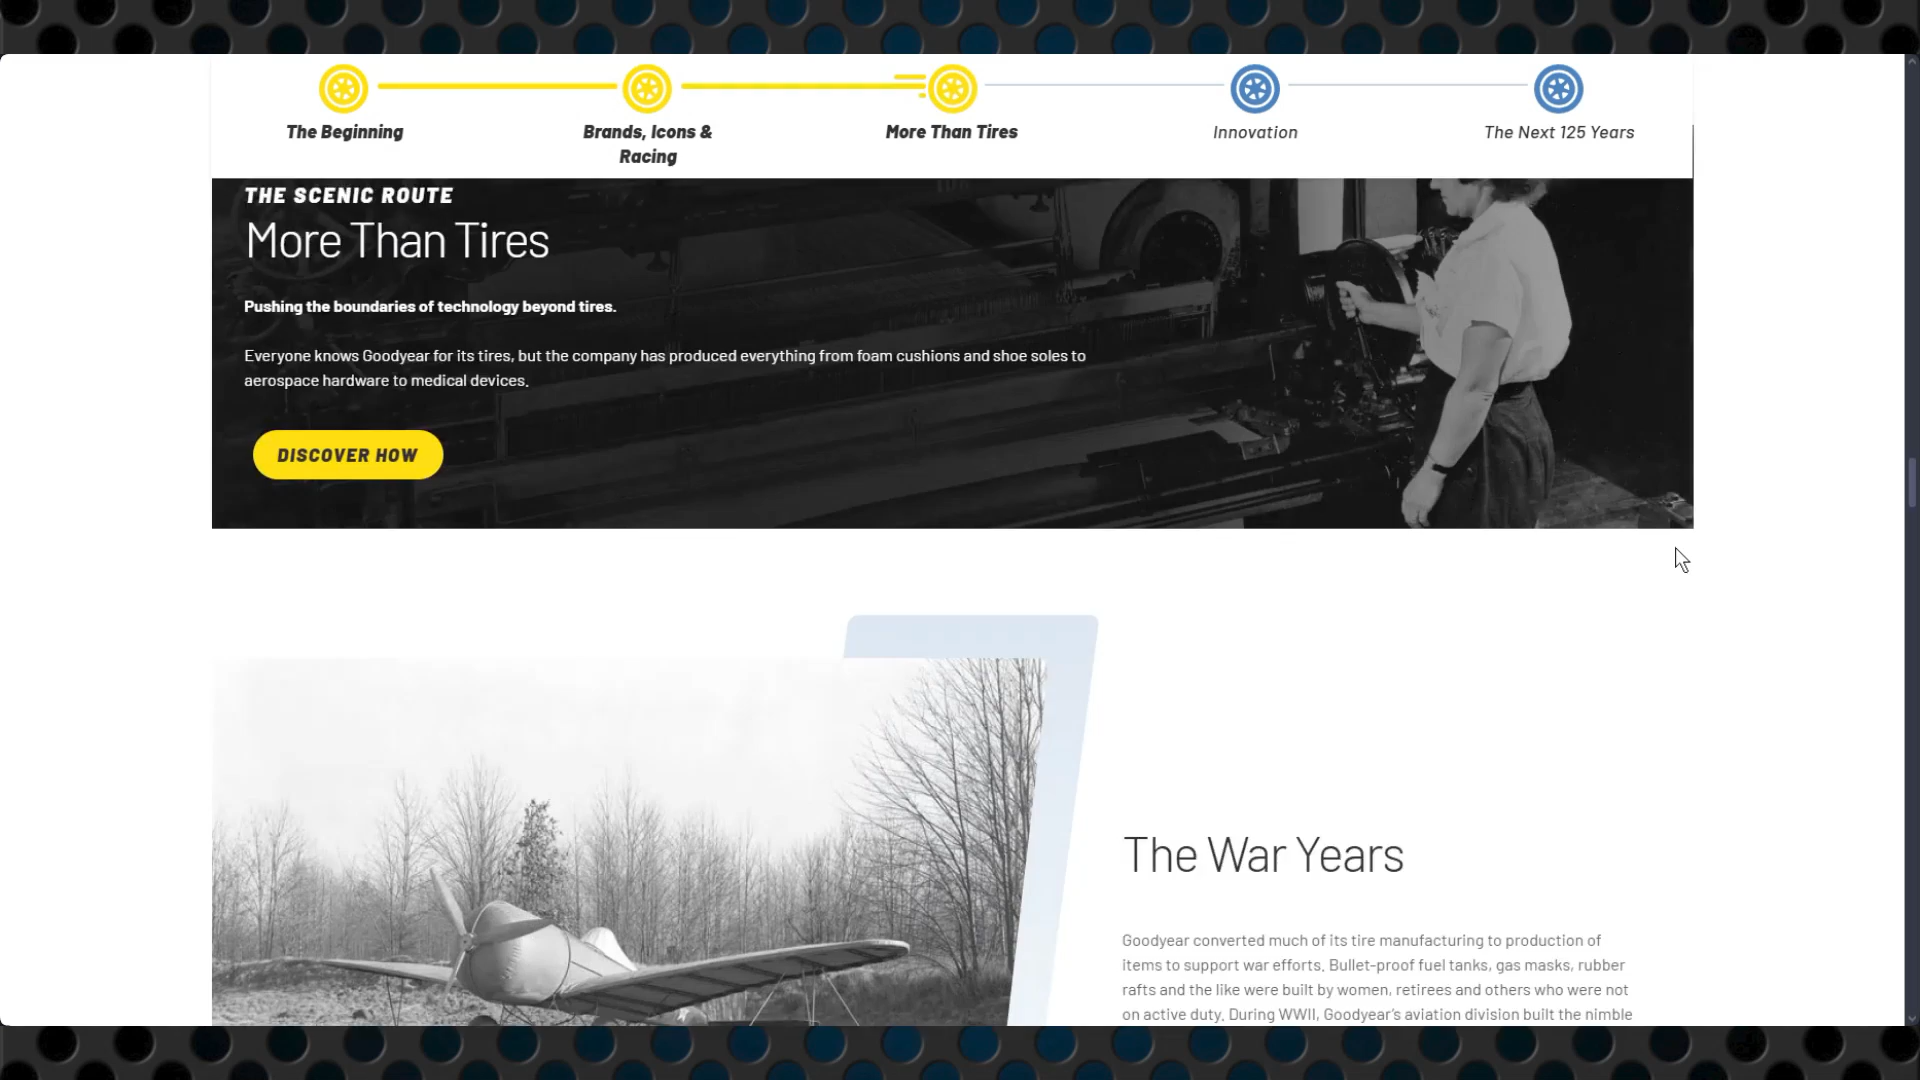 The Beginning
Brands, Icons &
Racing
More Than Tires
Innovation
The Next 125 Years
THE SCENIC ROUTE
More Than Tires
Pushing the boundaries of technology beyond tires.
Everyone knows Goodyear for its tires, but the company has produced everything from foam cushions and shoe soles to
aerospace hardware to medical devices.
DISCOVER HOW
The War Years
Goodyear converted much of its tire manufacturing to production of
items to support war efforts. Bullet-proof fuel tanks, gas masks, rubber
rafts and the like were built by women, retirees and others who were not
on active duty. During WWII, Goodyear's aviation division built the nimble